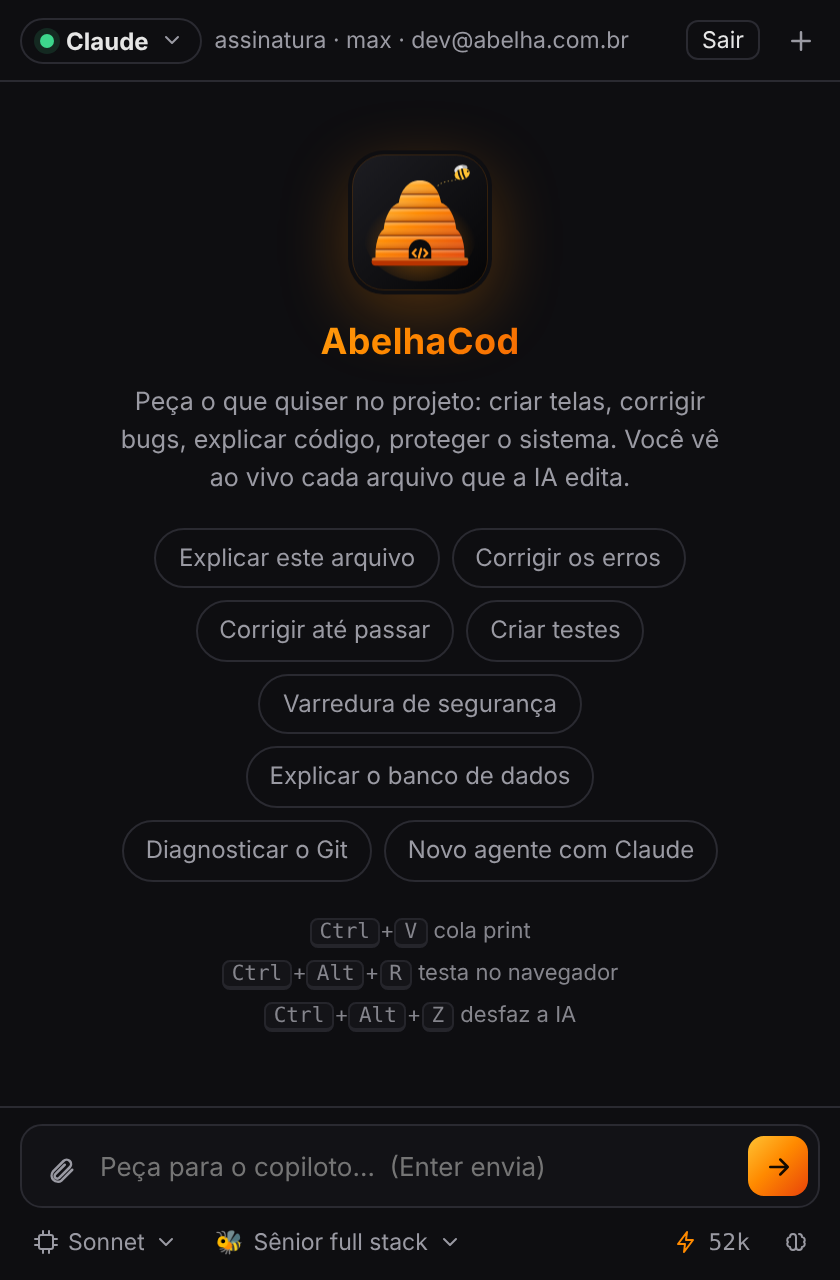 Claude assinatura · max · dev@abelha.com.br Sair
</>
AbelhaCod
Peça o que quiser no projeto: criar telas, corrigir
bugs, explicar código, proteger o sistema. Você vê
ao vivo cada arquivo que a IA edita.
Explicar este arquivo Corrigir os erros
Corrigir até passar Criar testes
Varredura de segurança
Explicar o banco de dados
Diagnosticar o Git Novo agente com Claude
Ctrl+V cola print
Ctrl+Alt+R testa no navegador
Ctrl+Alt+Z desfaz a IA
Peça para o copiloto... (Enter envia)
Sonnet Sênior full stack 52k